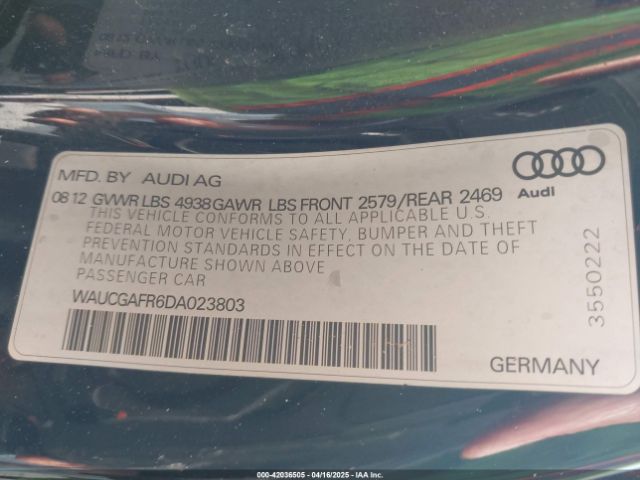 MFD. BY AUDI AG
08 12 GVWR LBS 4938 GAWR LBS FRONT 2579/REAR 2469
THIS VEHICLE CONFORMS TO ALL APPLICABLE U.S.
FEDERAL MOTOR VEHICLE SAFETY, BUMPER AND THEFT
PREVENTION STANDARDS IN EFFECT ON THE DATE OF
MANUFACTURE SHOWN ABOVE
PASSENGER CAR
WAUCGAFR6DA023803
Audi
3550222
GERMANY
000-42036505 - 04/16/2025 - IAA Inc.